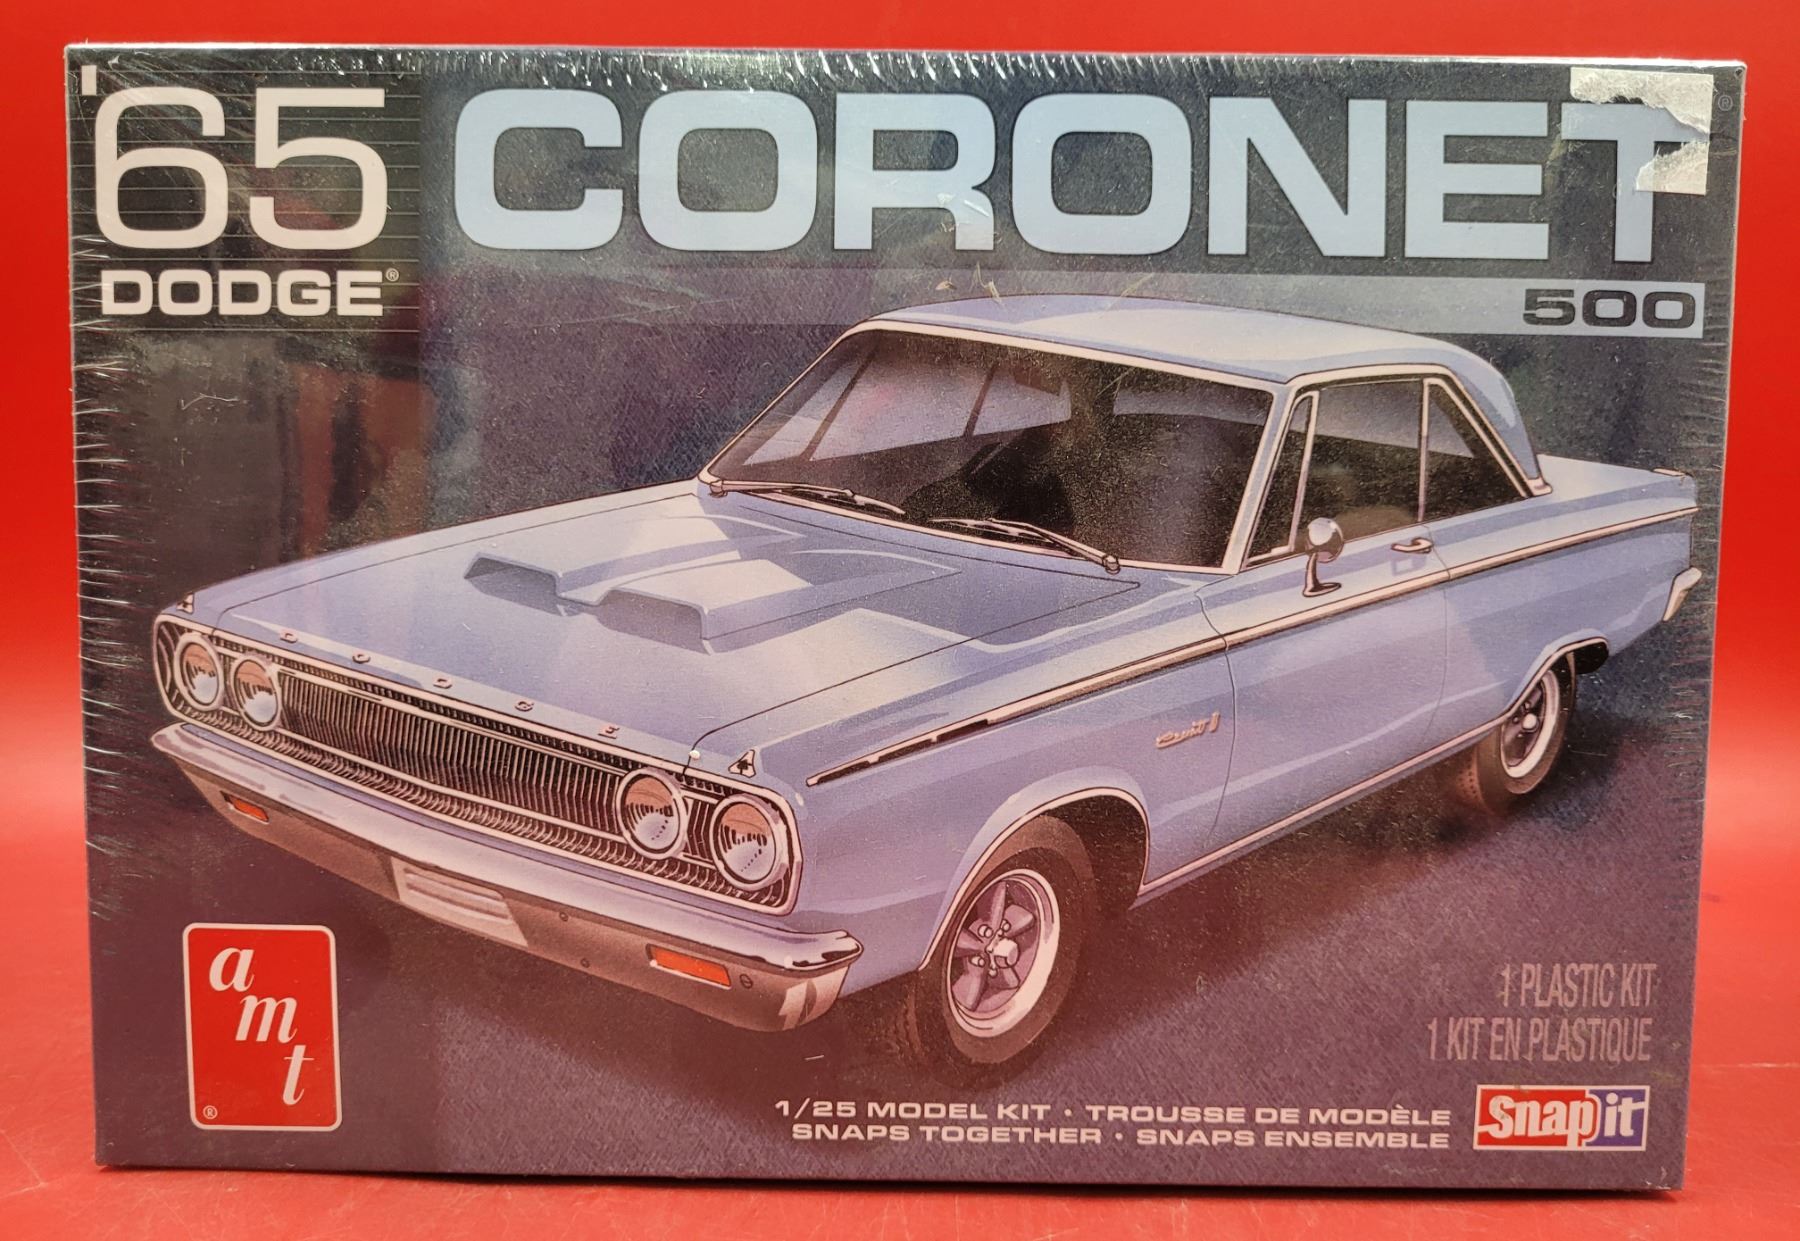 '65
DODGE®
CORONET®
500
DODGE
a
m
t
®
1 PLASTIC KIT
1 KIT EN PLASTIQUE
1/25 MODEL KIT • TROUSSE DE MODÈLE
SNAPS TOGETHER • SNAPS ENSEMBLE
Snap it